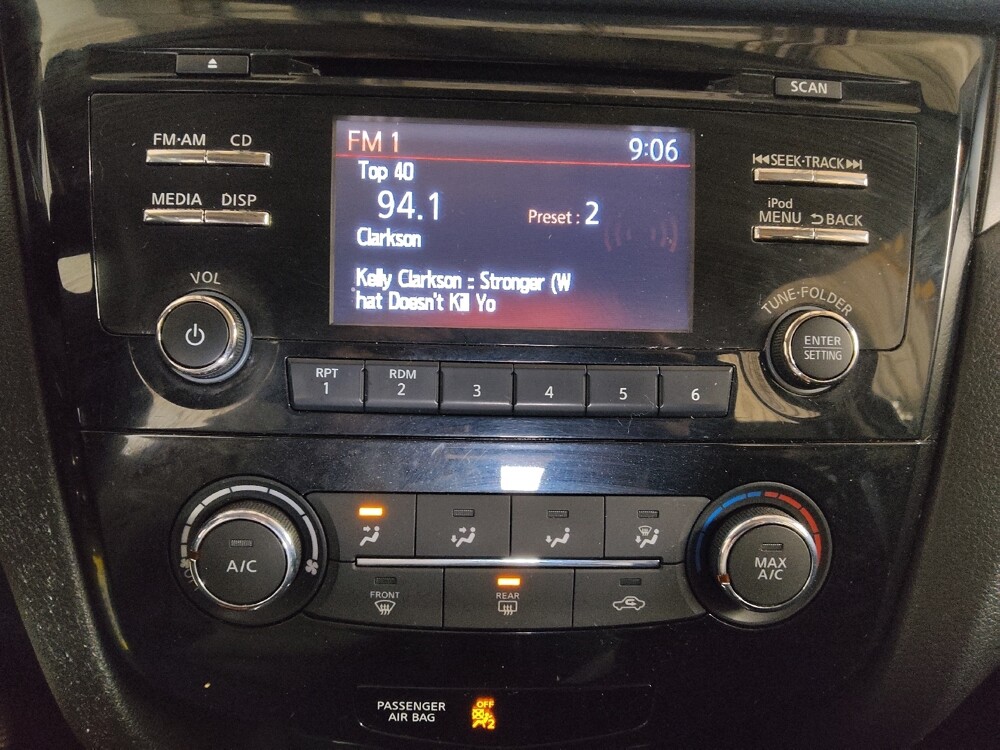 SCAN
FM·AM CD
MEDIA DISP
VOL
FM 1 9:06
Top 40
94.1
Preset : 2
Clarkson
Kelly Clarkson :: Stronger (W
hat Doesn't Kill Yo
SEEK·TRACK
iPod
MENU BACK
TUNE·FOLDER
ENTER
SETTING
RPT
1
RDM
2
3
4
5
6
A/C
MAX
A/C
FRONT
REAR
PASSENGER
AIR BAG
OFF
2